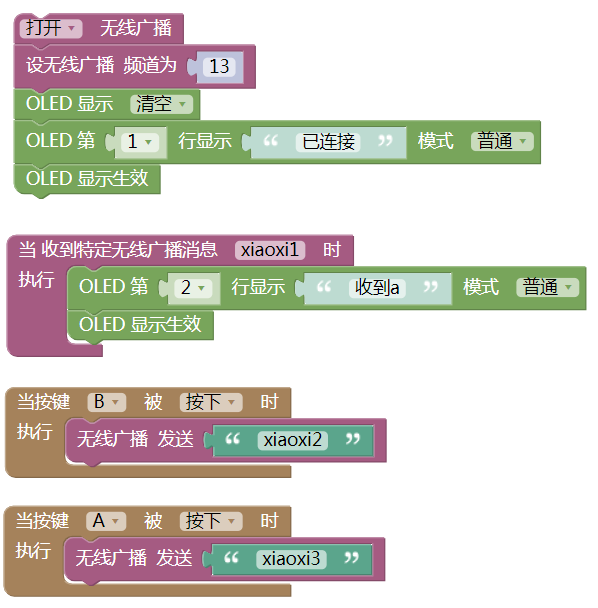 打开 无线广播
设无线广播 频道为 13
OLED 显示 清空
OLED 第 1 行显示 “ 已连接 ” 模式 普通
OLED 显示生效
当 收到特定无线广播消息 xiaoxi1 时
执行 OLED 第 2 行显示 “ 收到a ” 模式 普通
OLED 显示生效
当按键 B 被 按下 时
执行 无线广播 发送 “ xiaoxi2 ”
当按键 A 被 按下 时
执行 无线广播 发送 “ xiaoxi3 ”